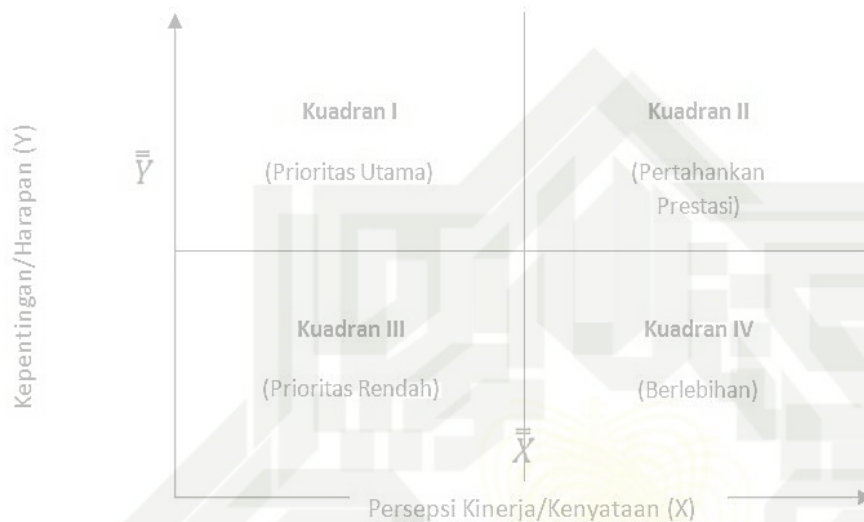 Kepentingan/Harapan (Y)
Kuadran I
(Prioritas Utama)
Kuadran II
(Pertahankan
Prestasi)
Y̿
Kuadran III
(Prioritas Rendah)
Kuadran IV
(Berlebihan)
X̿
Persepsi Kinerja/Kenyataan (X)